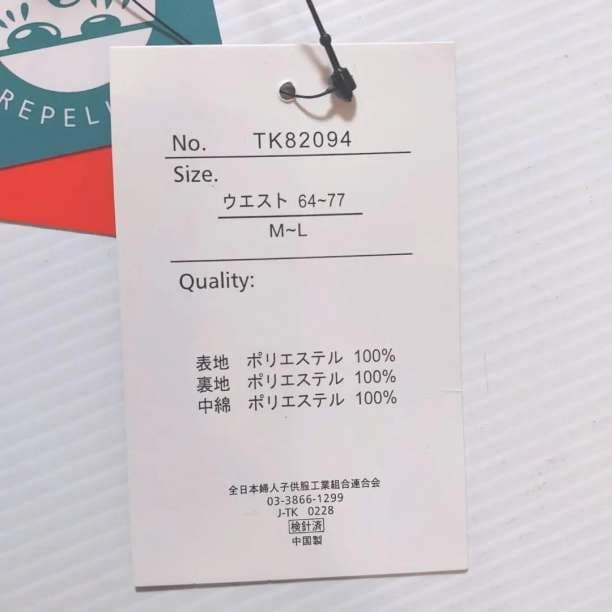 REPEL
No. TK82094
Size.
ウエスト 64~77
M~L
Quality:
表地 ポリエステル 100%
裏地 ポリエステル 100%
中綿 ポリエステル 100%
全日本婦人子供服工業組合連合会
03-3866-1299
J-TK 0228
検針済
中国製